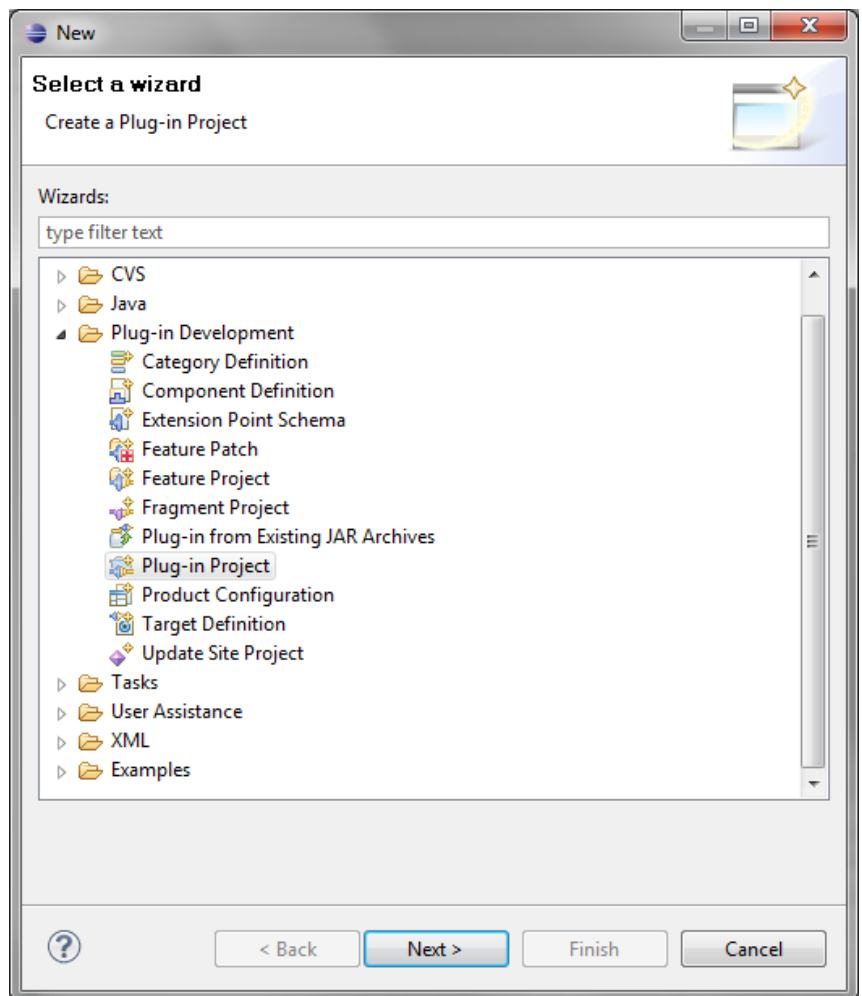 New
Select a wizard
Create a Plug-in Project
Wizards:
type filter text
CVS
Java
Plug-in Development
Category Definition
Component Definition
Extension Point Schema
Feature Patch
Feature Project
Fragment Project
Plug-in from Existing JAR Archives
Plug-in Project
Product Configuration
Target Definition
Update Site Project
Tasks
User Assistance
XML
Examples
? < Back Next > Finish Cancel